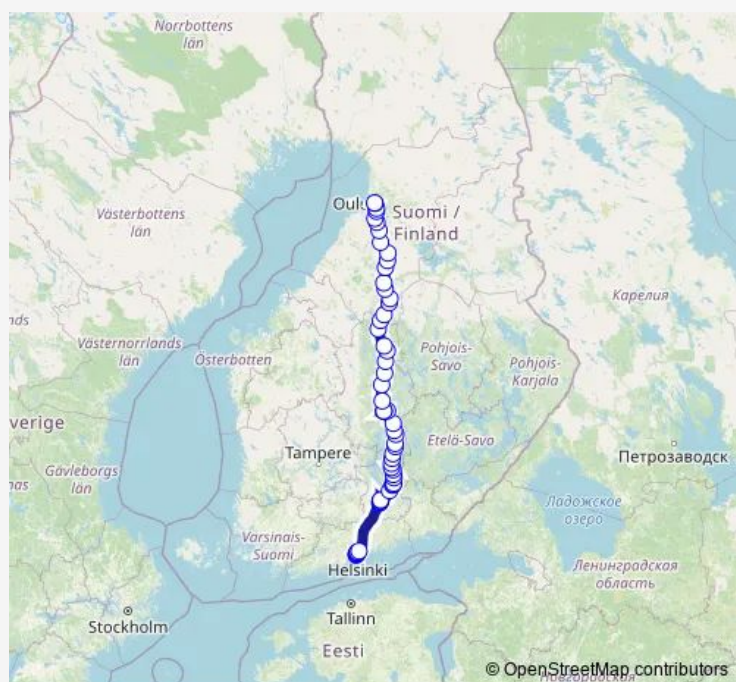 Norrbottens
län
Oulu
Suomi /
Finland
Västerbottens
län
Карелия
Västernorrlands
län
Österbotten
Pohjois-
Savo
Pohjois-
Karjala
verige
Gävleborgs
län
Tampere
Etelä-Savo
Петрозаводск
Varsinais-
Suomi
Ладожское
озеро
Helsinki
Ленинградская
область
Stockholm
Tallinn
Eesti
© OpenStreetMap contributors